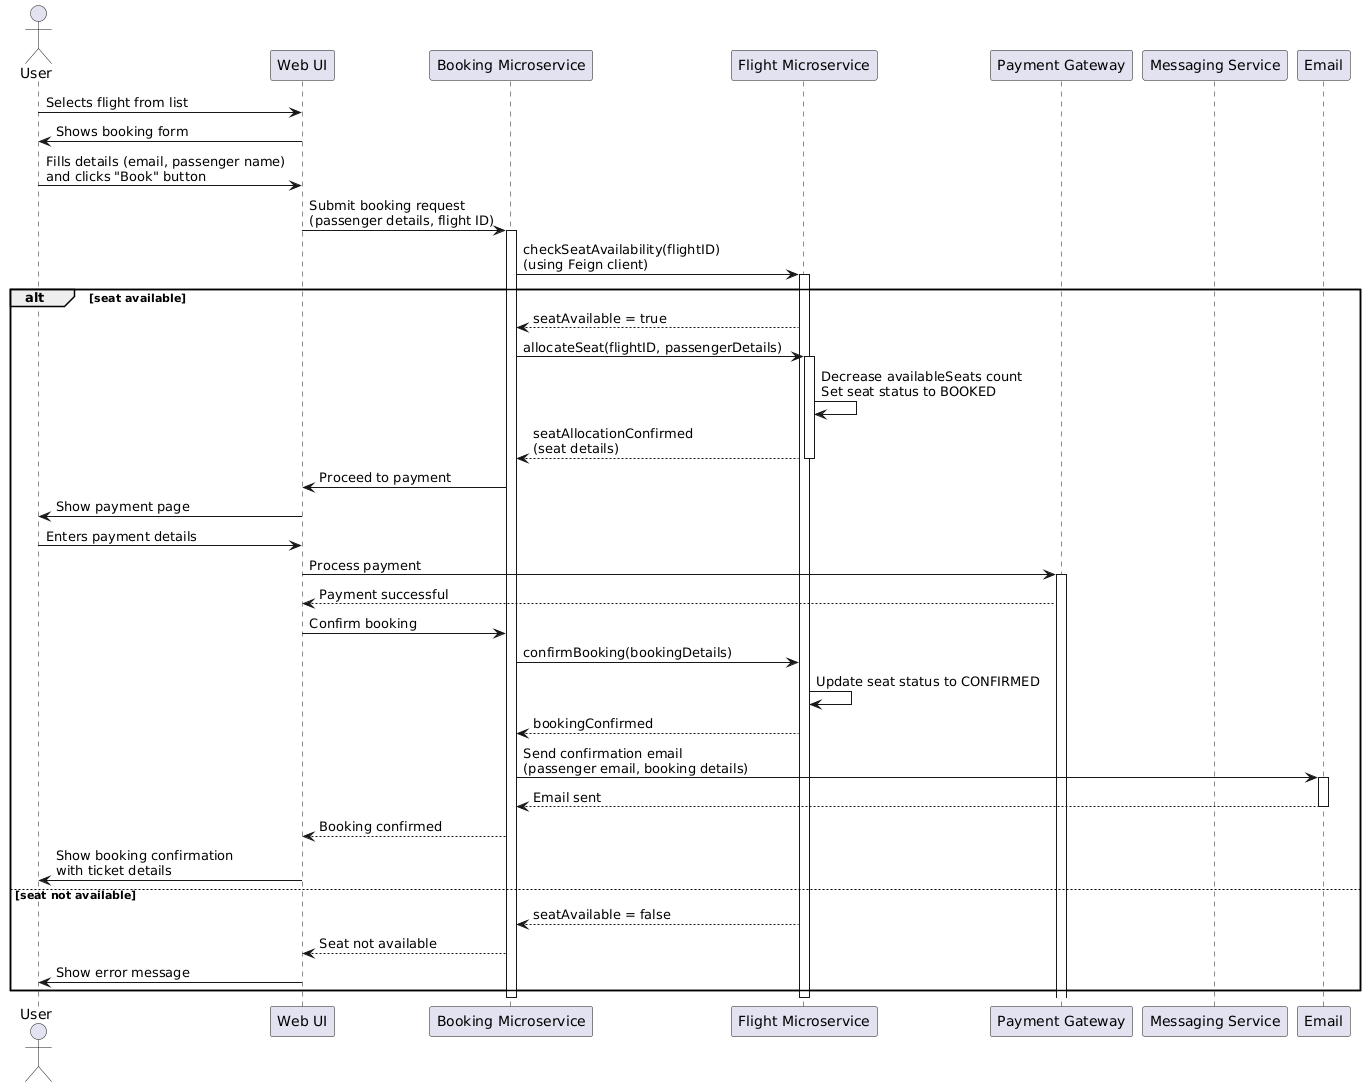 User
Web UI
Booking Microservice
Flight Microservice
Payment Gateway
Messaging Service
Email
Selects flight from list
Shows booking form
Fills details (email, passenger name)
and clicks "Book" button
Submit booking request
(passenger details, flight ID)
checkSeatAvailability(flightID)
(using Feign client)
alt
[seat available]
seatAvailable = true
allocateSeat(flightID, passengerDetails)
Decrease availableSeats count
Set seat status to BOOKED
seatAllocationConfirmed
(seat details)
Proceed to payment
Show payment page
Enters payment details
Process payment
Payment successful
Confirm booking
confirmBooking(bookingDetails)
Update seat status to CONFIRMED
bookingConfirmed
Send confirmation email
(passenger email, booking details)
Email sent
Booking confirmed
Show booking confirmation
with ticket details
[seat not available]
seatAvailable = false
Seat not available
Show error message
User
Web UI
Booking Microservice
Flight Microservice
Payment Gateway
Messaging Service
Email